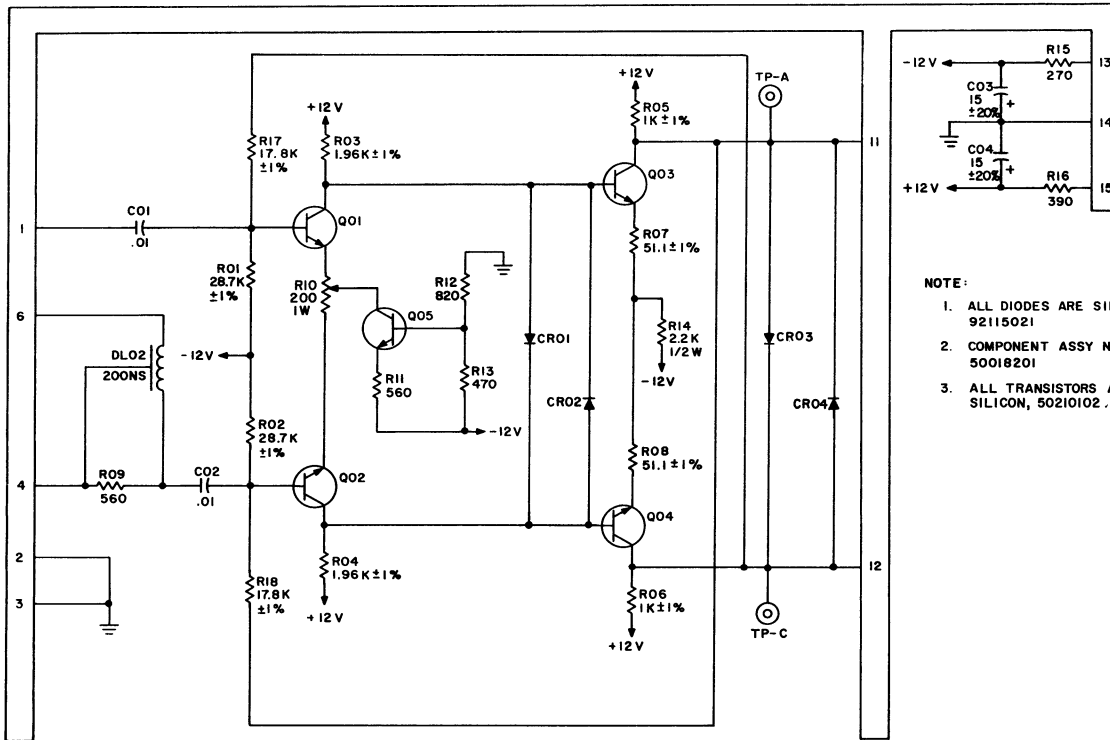 -12V
R15
270
13
C03
15
±20%
+
14
C04
15
±20%
+
+12V
R16
390
TP-A
+12V
R05
1K±1%
11
+12V
R03
1.96K±1%
R17
17.8K
±1%
Q03
C01
.01
1
Q01
R07
51.1±1%
R01
28.7K
±1%
R10
200
1W
R12
820
6
Q05
R14
2.2K
1/2W
-12V
CR01
CR03
-12V
DL02
200NS
R11
560
R13
470
-12V
CR02
CR04
R02
28.7K
±1%
R08
51.1±1%
4
R09
560
C02
.01
Q02
Q04
2
3
R18
17.8K
±1%
R04
1.96K±1%
+12V
12
R06
1K±1%
+12V
TP-C
NOTE:
1. ALL DIODES ARE
92115021
2. COMPONENT ASSY
50018201
3. ALL TRANSISTORS
SILICON, 50210102.